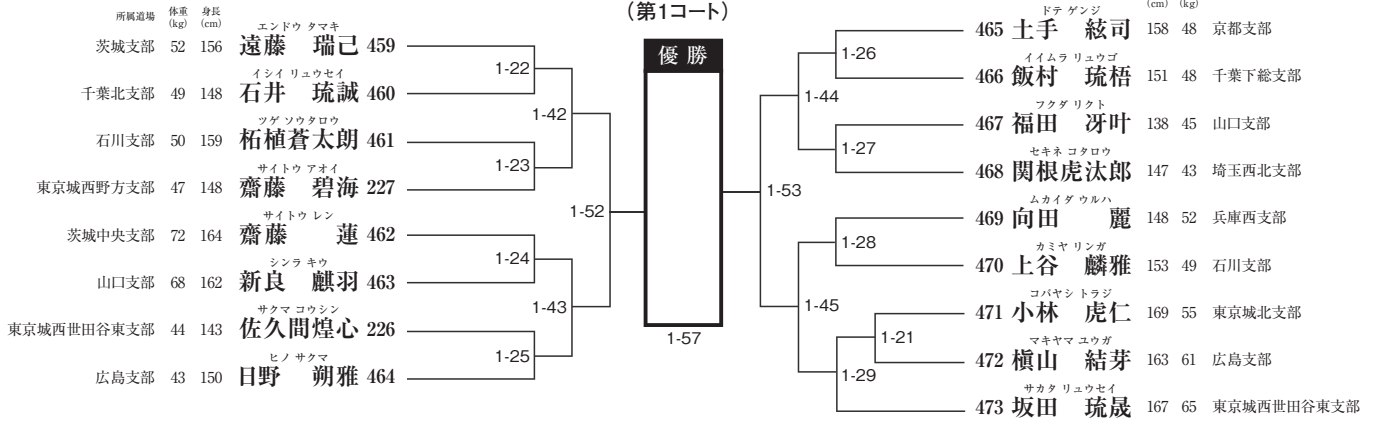 (第1コート)
所属道場 体重(kg) 身長(cm)
エンドウ タマキ
茨城支部 52 156 遠藤 瑞己 459
イシイ リュウセイ
千葉北支部 49 148 石井 琉誠 460
ツゲ ソウタロウ
石川支部 50 159 柘植蒼太朗 461
サイトウ アオイ
東京城西野方支部 47 148 齋藤 碧海 227
サイトウ レン
茨城中央支部 72 164 齋藤 蓮 462
シンラ キウ
山口支部 68 162 新良 麒羽 463
サクマ コウシン
東京城西世田谷東支部 44 143 佐久間煌心 226
ヒノ サクマ
広島支部 43 150 日野 朔雅 464
1-22
1-42
1-23
1-52
1-24
1-43
1-25
優勝
1-57
(cm) (kg)
ドテ ゲンジ
465 土手 絃司 158 48 京都支部
イイムラ リュウゴ
466 飯村 琉梧 151 48 千葉下総支部
フクダ リクト
467 福田 冴叶 138 45 山口支部
セキネ コタロウ
468 関根虎汰郎 147 43 埼玉西北支部
ムカイダ ウルハ
469 向田 麗 148 52 兵庫西支部
カミヤ リンガ
470 上谷 麟雅 153 49 石川支部
コバヤシ トラジ
471 小林 虎仁 169 55 東京城北支部
マキヤマ ユウガ
472 槇山 結芽 163 61 広島支部
サカタ リュウセイ
473 坂田 琉晟 167 65 東京城西世田谷東支部
1-26
1-44
1-27
1-53
1-28
1-45
1-21
1-29